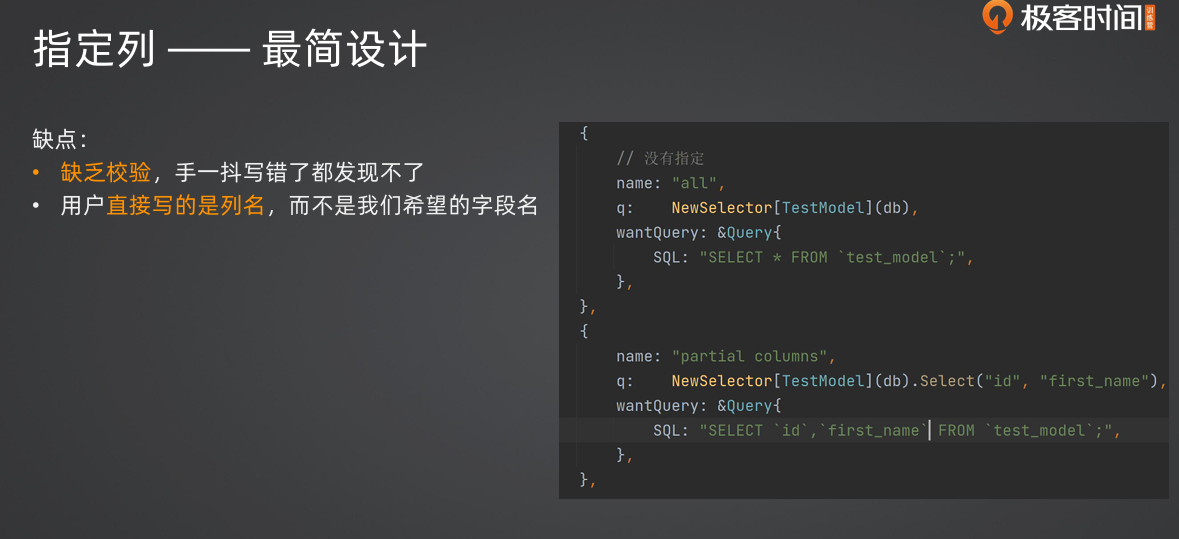 极客时间 训练营
指定列 —— 最简设计
缺点：
• 缺乏校验，手一抖写错了都发现不了
• 用户直接写的是列名，而不是我们希望的字段名
{
// 没有指定
name: "all",
q: NewSelector[TestModel](db),
wantQuery: &Query{
SQL: "SELECT * FROM `test_model`;",
},
},
{
name: "partial columns",
q: NewSelector[TestModel](db).Select("id", "first_name"),
wantQuery: &Query{
SQL: "SELECT `id`,`first_name` FROM `test_model`;",
},
},